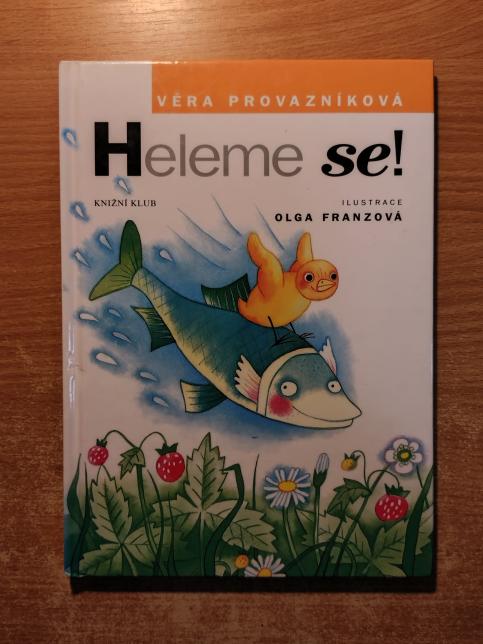 VĚRA PROVAZNÍKOVÁ
Heleme se!
KNIŽNÍ KLUB
ILUSTRACE
OLGA FRANZOVÁ